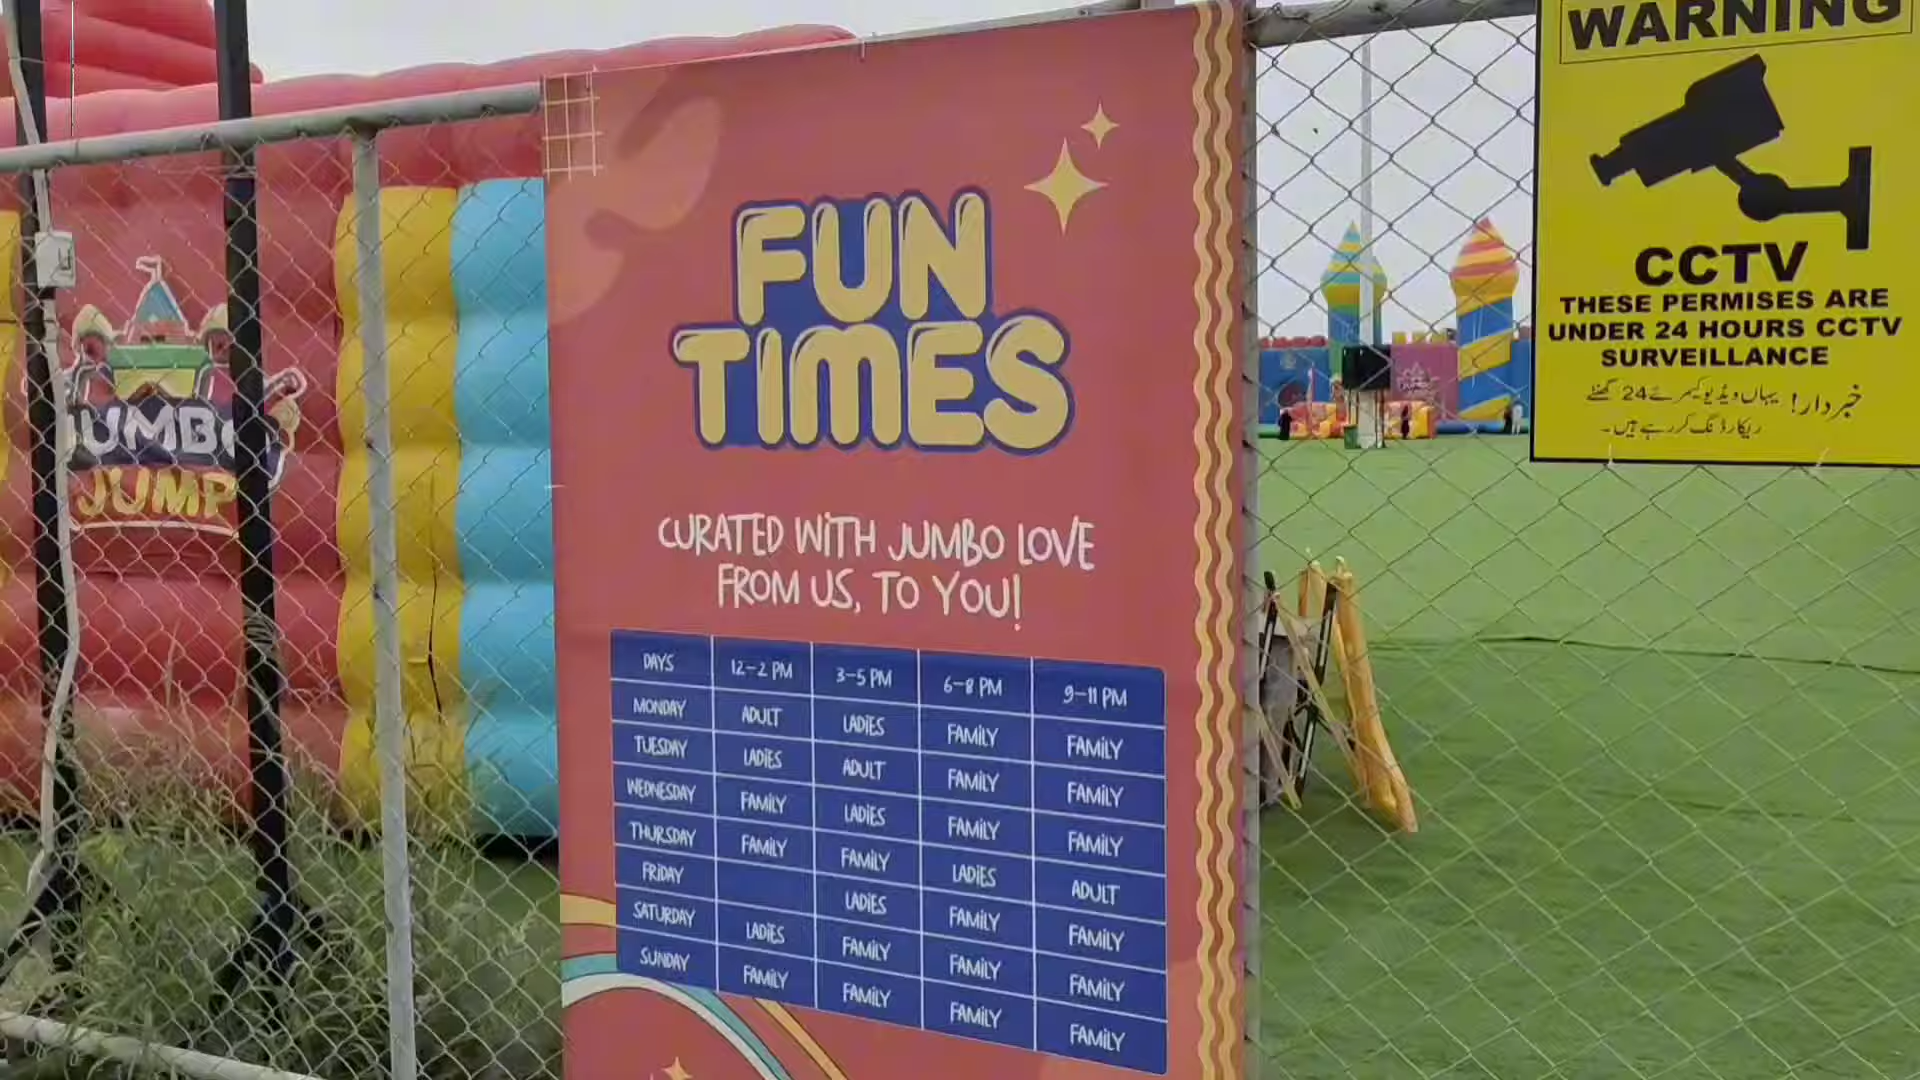 JUMBO
JUMP
FUN
TIMES
CURATED WITH JUMBO LOVE
FROM US, TO YOU!
DAYS 12-2 PM 3-5 PM 6-8 PM 9-11 PM
MONDAY ADULT LADIES FAMILY FAMILY
TUESDAY LADIES ADULT FAMILY FAMILY
WEDNESDAY FAMILY LADIES FAMILY FAMILY
THURSDAY FAMILY FAMILY LADIES ADULT
FRIDAY LADIES FAMILY FAMILY
SATURDAY LADIES FAMILY FAMILY FAMILY
SUNDAY FAMILY FAMILY FAMILY FAMILY
WARNING
CCTV
THESE PERMISES ARE
UNDER 24 HOURS CCTV
SURVEILLANCE
خبردار! یہاں ویڈیو کیمرے 24 گھنٹے
ریکارڈنگ کررہے ہیں۔